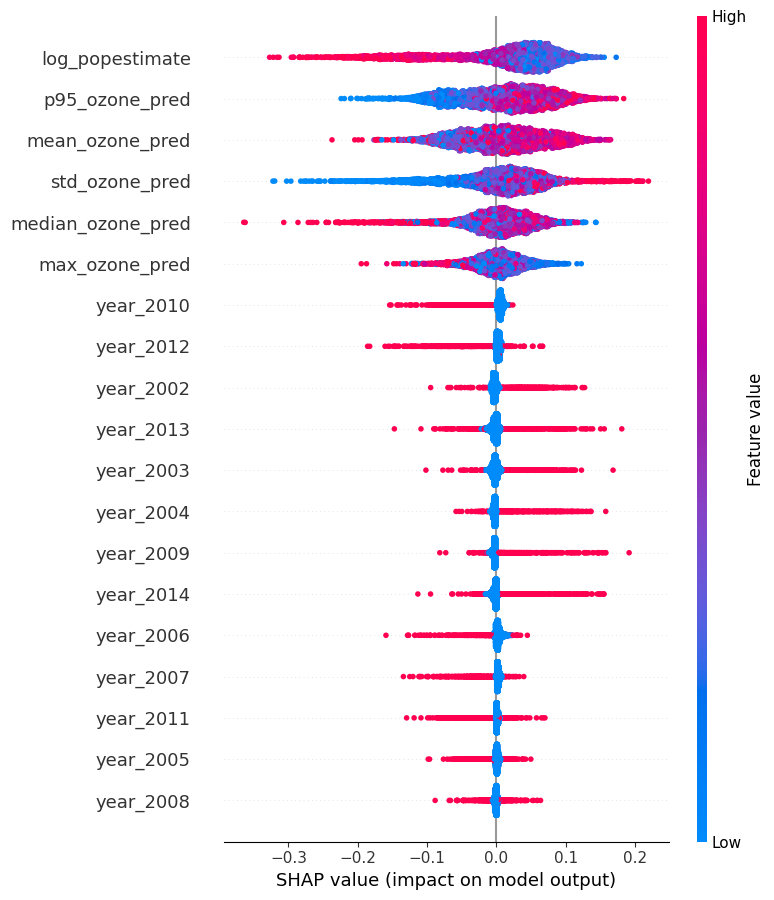 High
log_popestimate
p95_ozone_pred
mean_ozone_pred
std_ozone_pred
median_ozone_pred
max_ozone_pred
year_2010
year_2012
year_2002
year_2013
year_2003
year_2004
year_2009
year_2014
year_2006
year_2007
year_2011
year_2005
year_2008
Feature value
Low
−0.3 −0.2 −0.1 0.0 0.1 0.2
SHAP value (impact on model output)